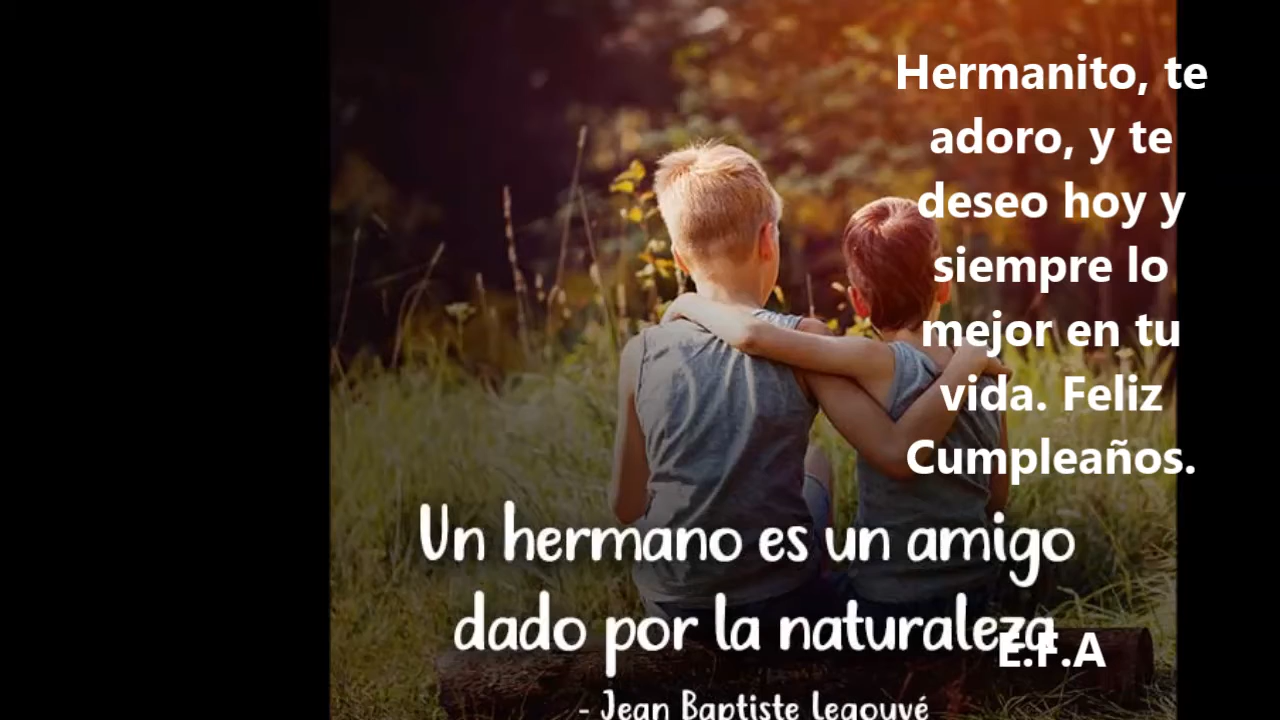 Hermanito, te
adoro, y te
deseo hoy y
siempre lo
mejor en tu
vida. Feliz
Cumpleaños.
Un hermano es un amigo
dado por la naturaleza
E.F.A
- Jean Baptiste Legouvé